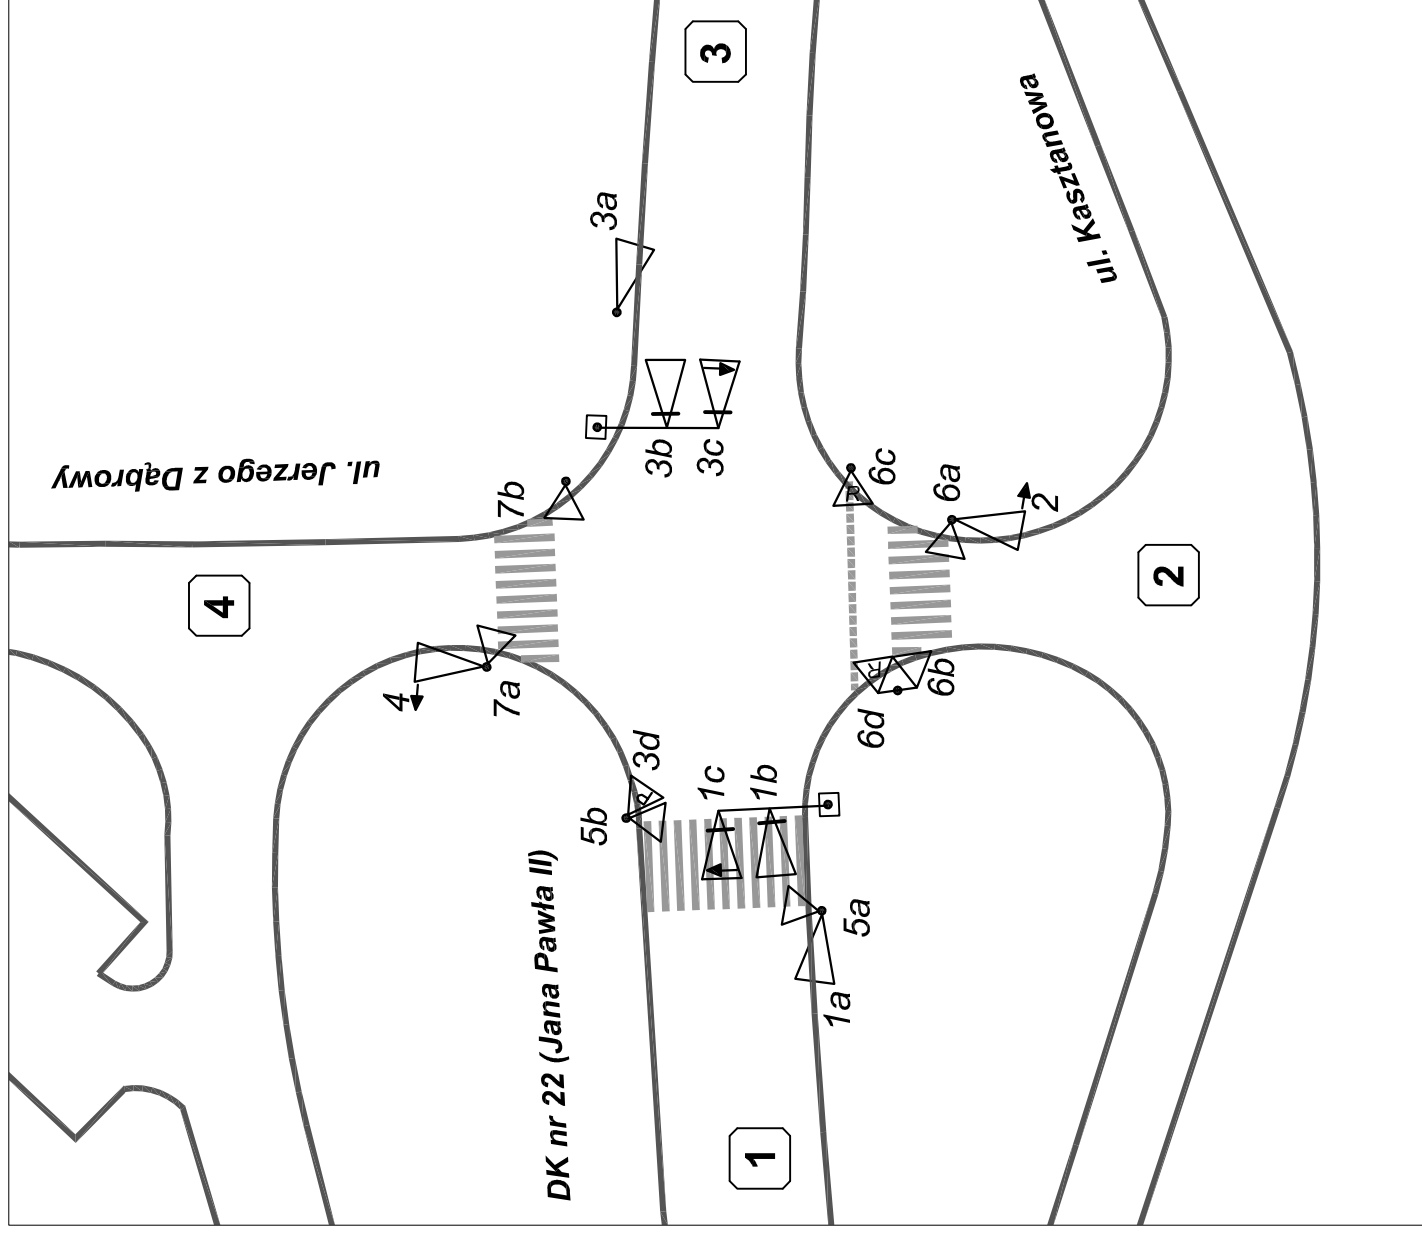 3
ul. Kasztanowa
3a
ul. Jerzego z Dąbrowy
3b
3c
7b
6c
6a
2
R
4
2
4
7a
R
6b
6d
3d
R
1c
1b
5b
5a
1a
DK nr 22 (Jana Pawła II)
1